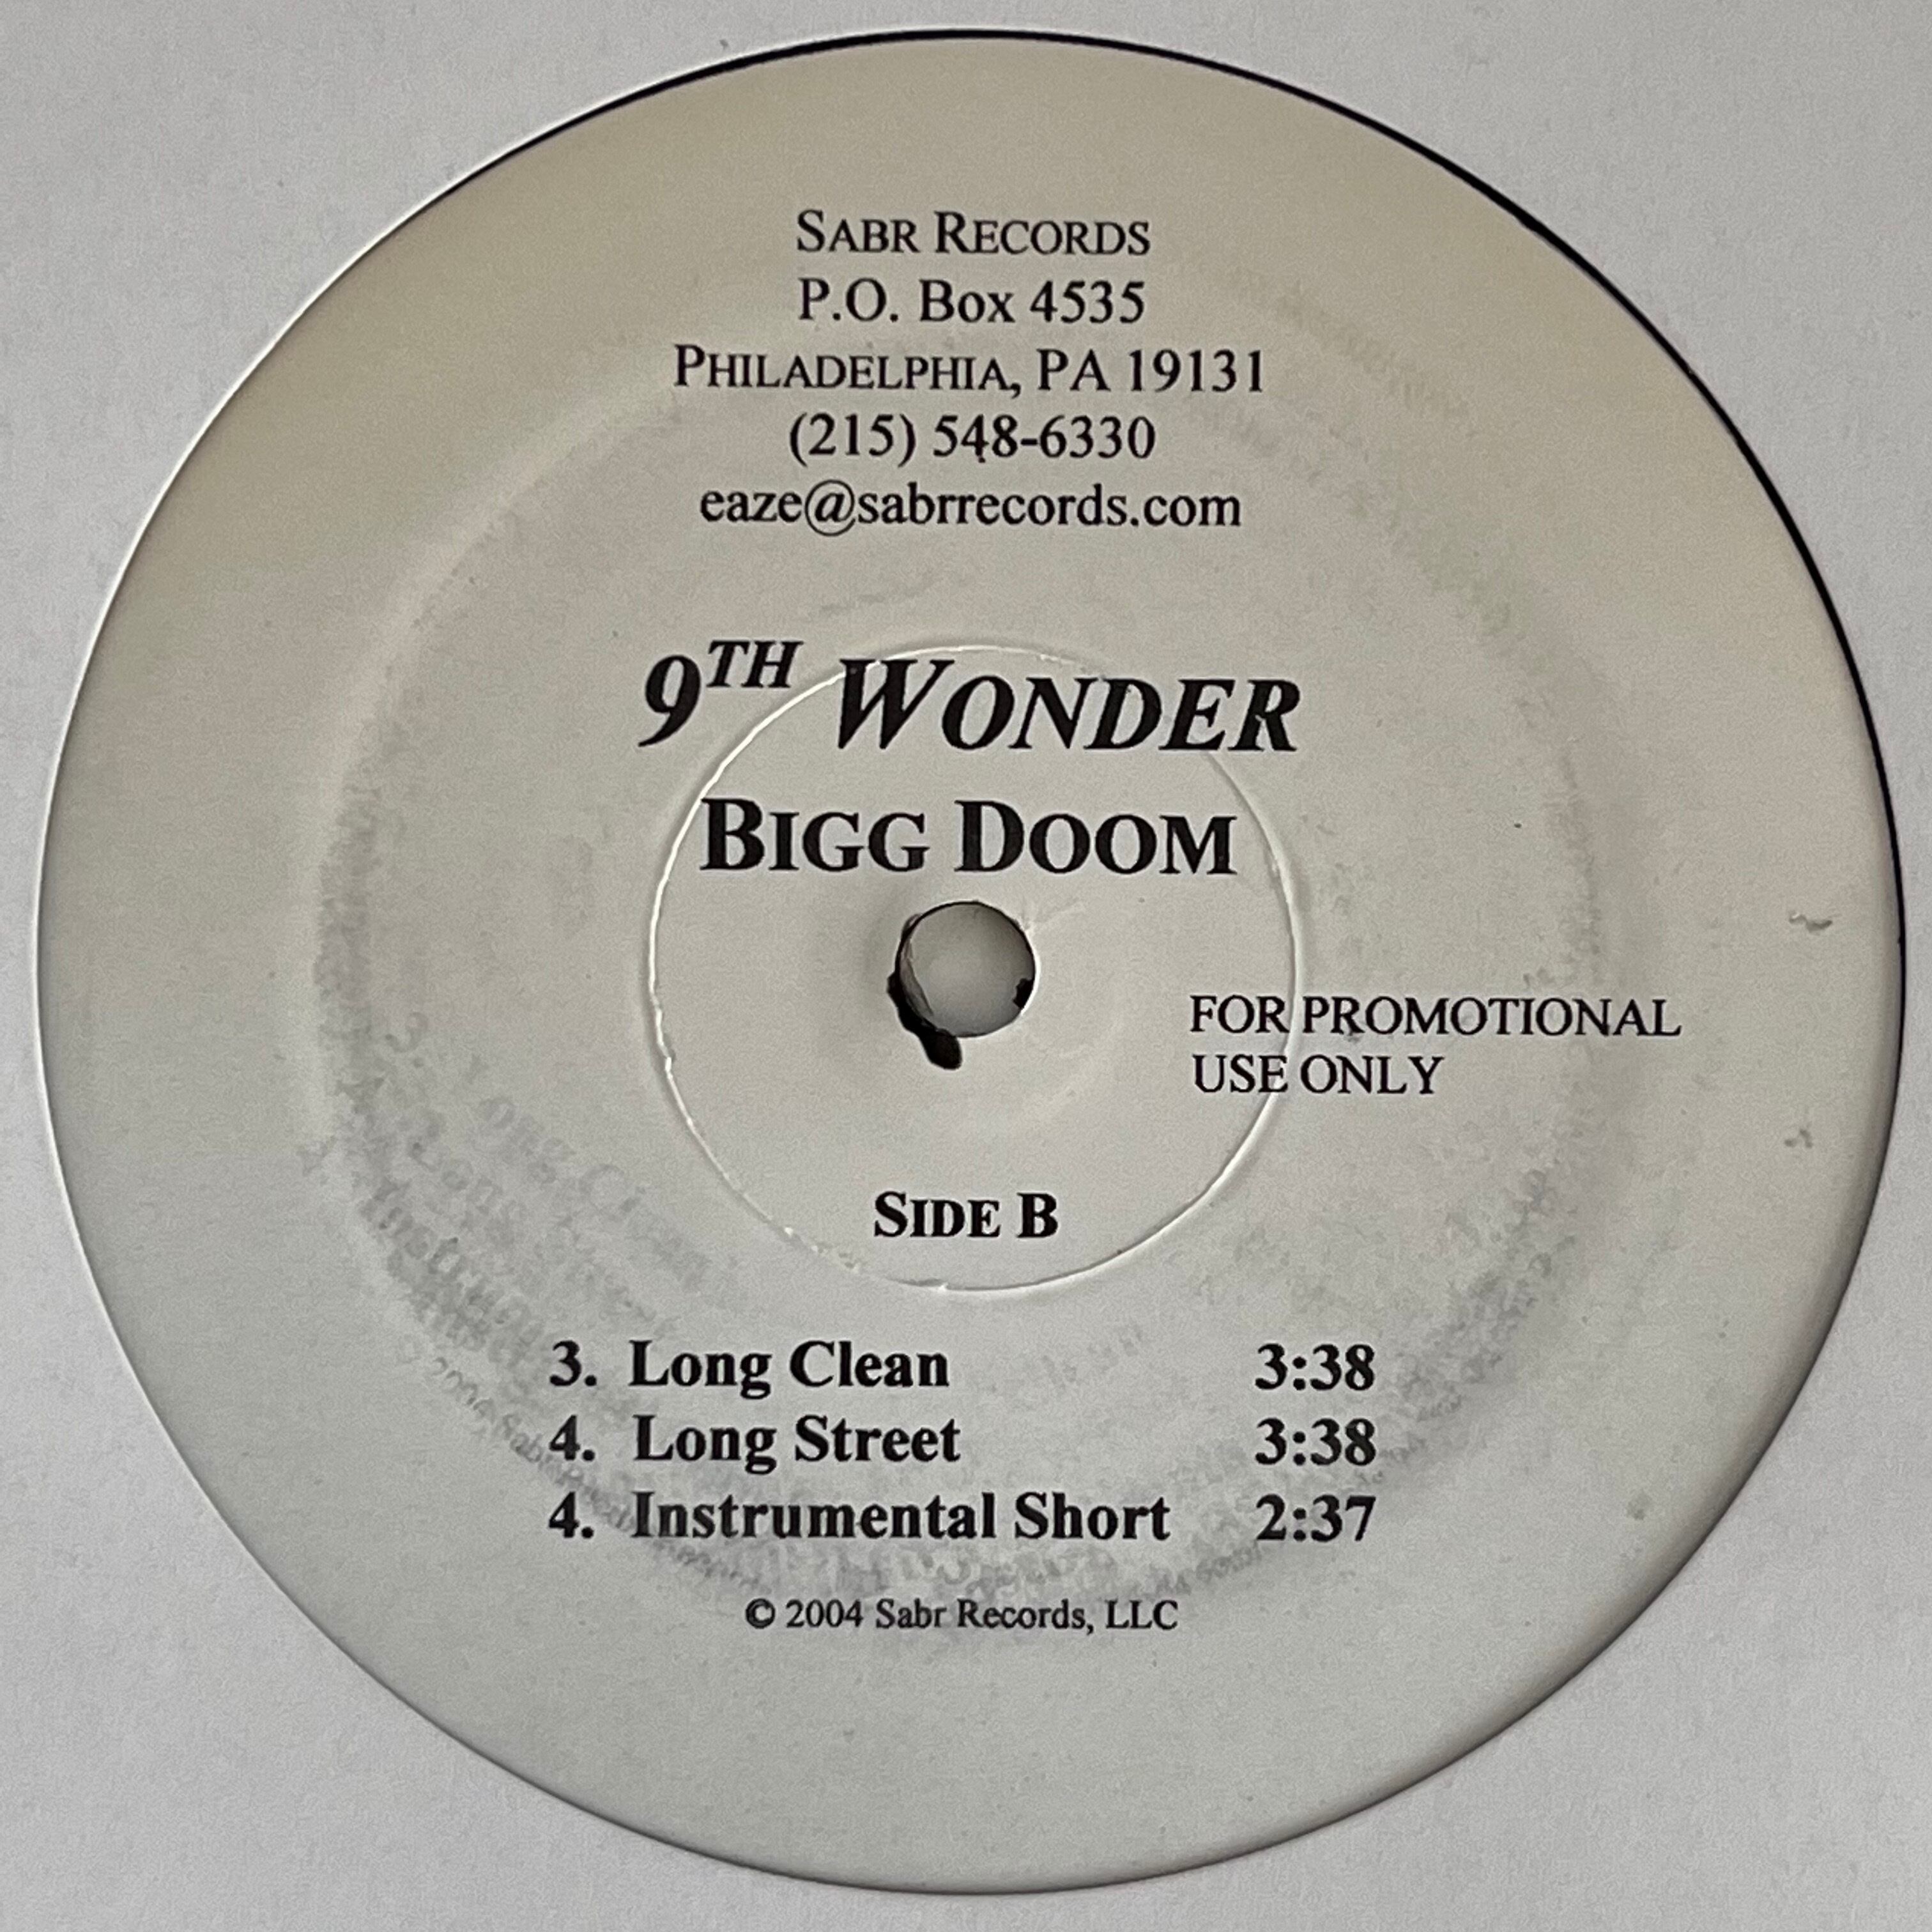 SABR RECORDS
P.O. BOX 4535
PHILADELPHIA, PA 19131
(215) 548-6330
eaze@sabrrecords.com
9TH WONDER
BIGG DOOM
FOR PROMOTIONAL
USE ONLY
SIDE B
3. Long Clean 3:38
4. Long Street 3:38
4. Instrumental Short 2:37
© 2004 Sabr Records, LLC